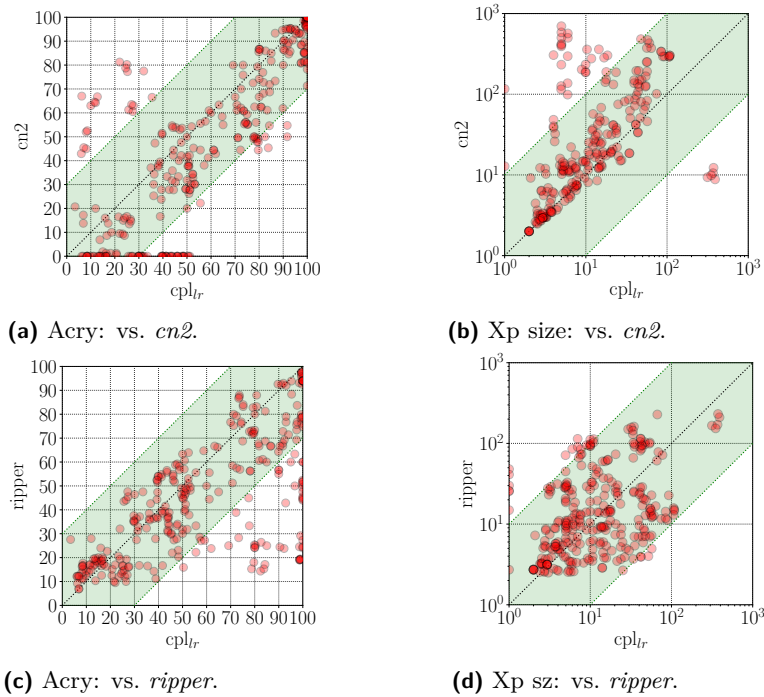 100
90
80
70
60
50
40
30
20
10
0
cn2
0 10 20 30 40 50 60 70 80 90 100
cpl_lr
(a) Acry: vs. cn2.
10^3
10^2
10^1
10^0
cn2
10^0 10^1 10^2 10^3
cpl_lr
(b) Xp size: vs. cn2.
100
90
80
70
60
50
40
30
20
10
0
ripper
0 10 20 30 40 50 60 70 80 90 100
cpl_lr
(c) Acry: vs. ripper.
10^3
10^2
10^1
10^0
ripper
10^0 10^1 10^2 10^3
cpl_lr
(d) Xp sz: vs. ripper.